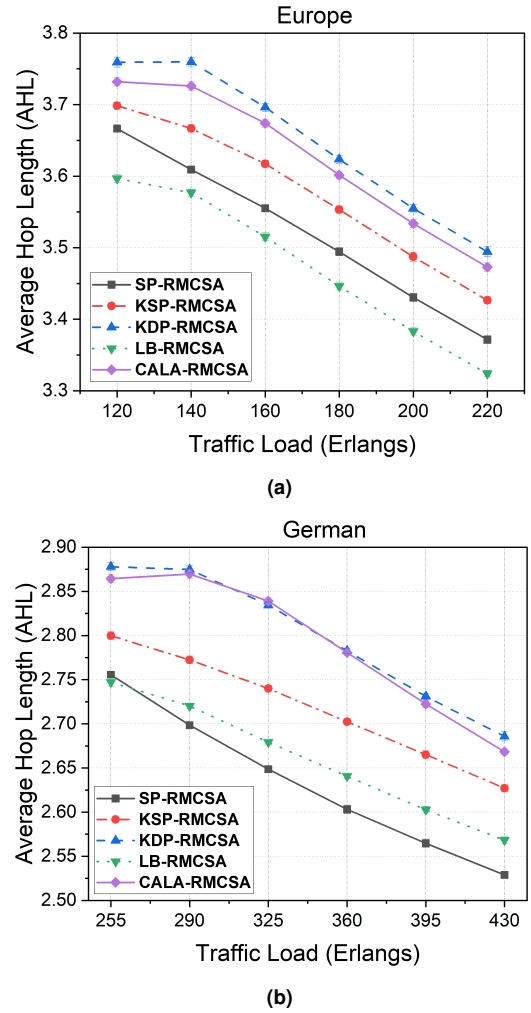 Europe
Average Hop Length (AHL)
3.8
3.7
3.6
3.5
3.4
3.3
SP-RMCSA
KSP-RMCSA
KDP-RMCSA
LB-RMCSA
CALA-RMCSA
120 140 160 180 200 220
Traffic Load (Erlangs)
(a)
German
Average Hop Length (AHL)
2.90
2.85
2.80
2.75
2.70
2.65
2.60
2.55
2.50
SP-RMCSA
KSP-RMCSA
KDP-RMCSA
LB-RMCSA
CALA-RMCSA
255 290 325 360 395 430
Traffic Load (Erlangs)
(b)